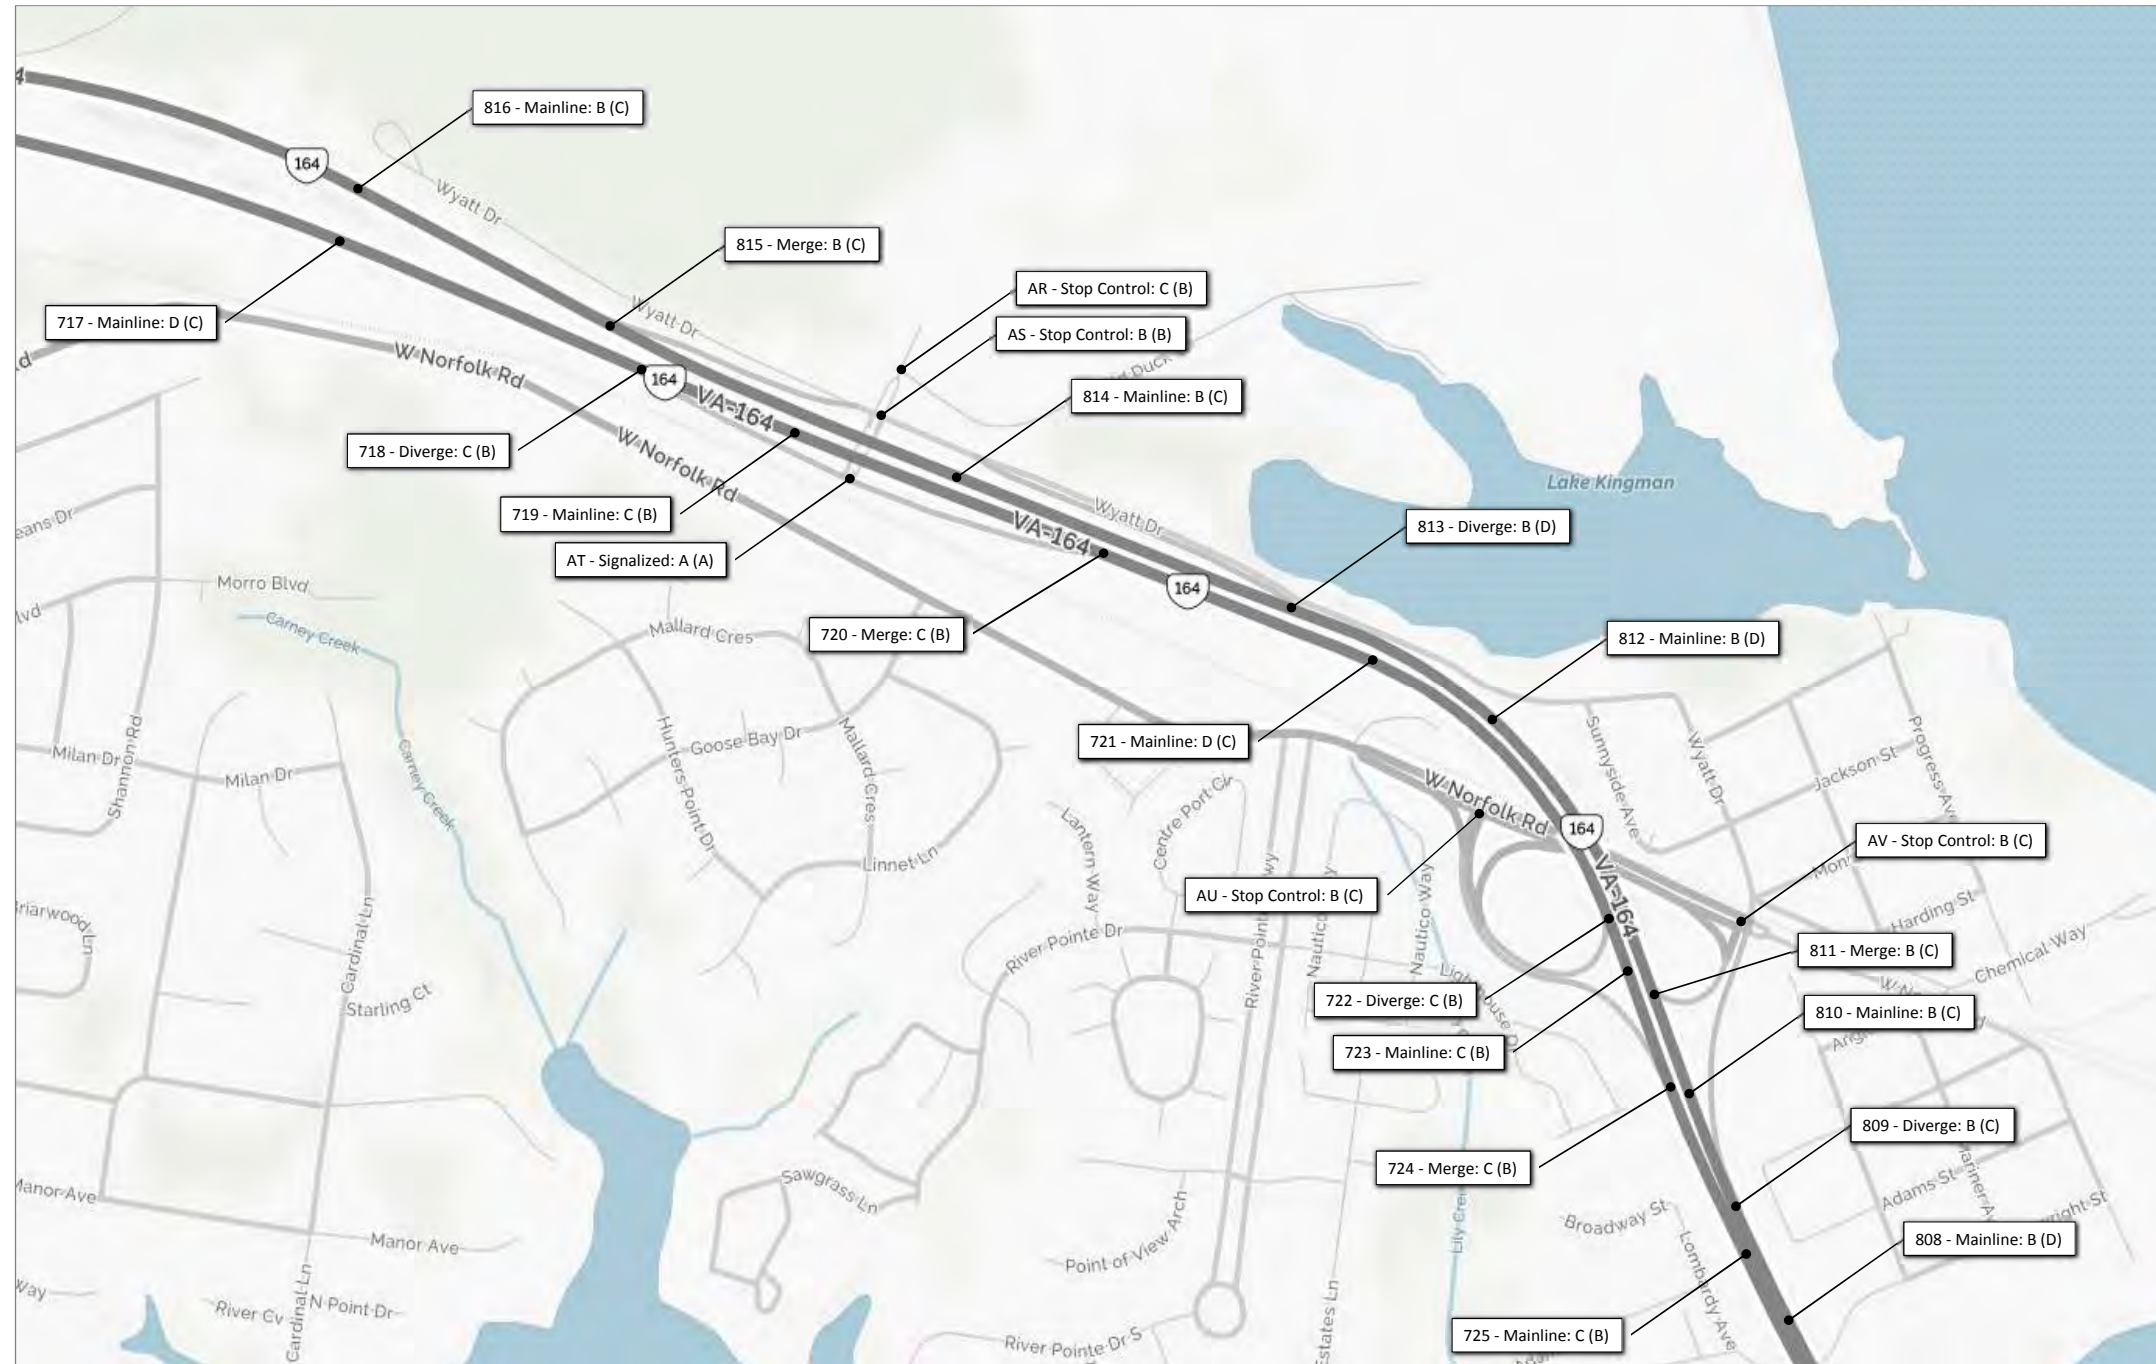 4
816 - Mainline: B (C)
164
Wyatt Dr
815 - Merge: B (C)
AR - Stop Control: C (B)
717 - Mainline: D (C)
Wyatt Dr
AS - Stop Control: B (B)
W Norfolk Rd
164
VA-164
814 - Mainline: B (C)
718 - Diverge: C (B)
W Norfolk Rd
Lake Kingman
719 - Mainline: C (B)
VA-164
Wyatt Dr
813 - Diverge: B (D)
AT - Signalized: A (A)
Morro Blvd
164
Carney Creek
Mallard Cres
720 - Merge: C (B)
812 - Mainline: B (D)
Milan Dr
Shannon Rd
Milan Dr
Carney Creek
Hunters Point Dr
Goose Bay Dr
Mallard Cres
721 - Mainline: D (C)
Sunnyside Ave
Wyatt Dr
Jackson St
Progress Ave
W Norfolk Rd
164
VA-164
Lantern Way
Centre Port Cir
Linnet Ln
AV - Stop Control: B (C)
AU - Stop Control: B (C)
Nautico Way
Harding St
Cardinal Ln
River Pointe Dr
811 - Merge: B (C)
Chemical Way
Starling Ct
722 - Diverge: C (B)
810 - Mainline: B (C)
723 - Mainline: C (B)
809 - Diverge: B (C)
724 - Merge: C (B)
Manor Ave
Sawgrass Ln
Adams St
Manor Ave
Point of View Arch
Broadway St
Lombardy Ave
808 - Mainline: B (D)
Way
River Cv
N Point Dr
Cardinal Ln
River Pointe Dr S
Estates Ln
725 - Mainline: C (B)